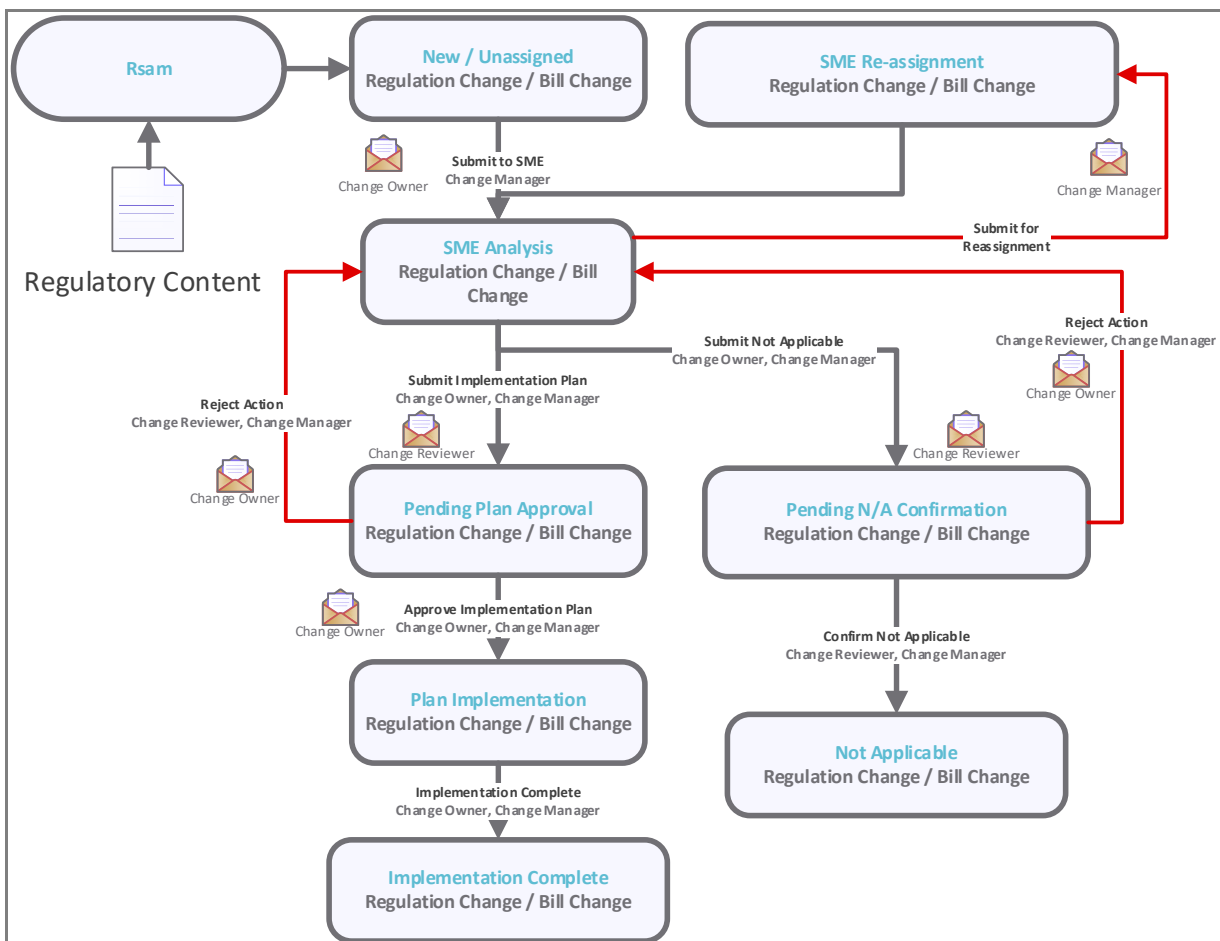 Rsam
New / Unassigned
Regulation Change / Bill Change
SME Re-assignment
Regulation Change / Bill Change
Change Owner
Submit to SME
Change Manager
Change Manager
Regulatory Content
SME Analysis
Regulation Change / Bill
Change
Submit for
Reassignment
Reject Action
Change Reviewer, Change Manager
Change Owner
Submit Not Applicable
Change Owner, Change Manager
Submit Implementation Plan
Change Owner, Change Manager
Reject Action
Change Reviewer, Change Manager
Change Owner
Change Reviewer
Change Reviewer
Pending Plan Approval
Regulation Change / Bill Change
Pending N/A Confirmation
Regulation Change / Bill Change
Change Owner
Approve Implementation Plan
Change Owner, Change Manager
Confirm Not Applicable
Change Reviewer, Change Manager
Plan Implementation
Regulation Change / Bill Change
Not Applicable
Regulation Change / Bill Change
Implementation Complete
Change Owner, Change Manager
Implementation Complete
Regulation Change / Bill Change